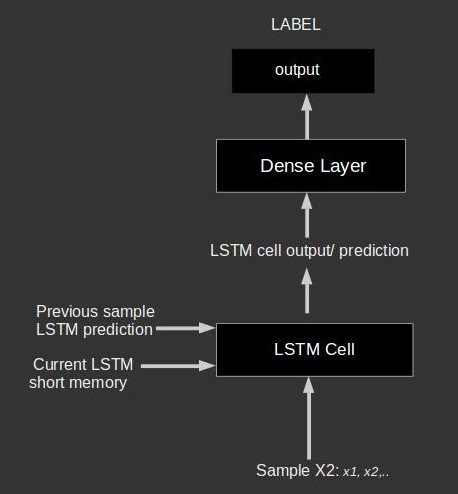 LABEL
output
Dense Layer
LSTM cell output/ prediction
Previous sample
LSTM prediction
LSTM Cell
Current LSTM
short memory
Sample X2: x1, x2,..